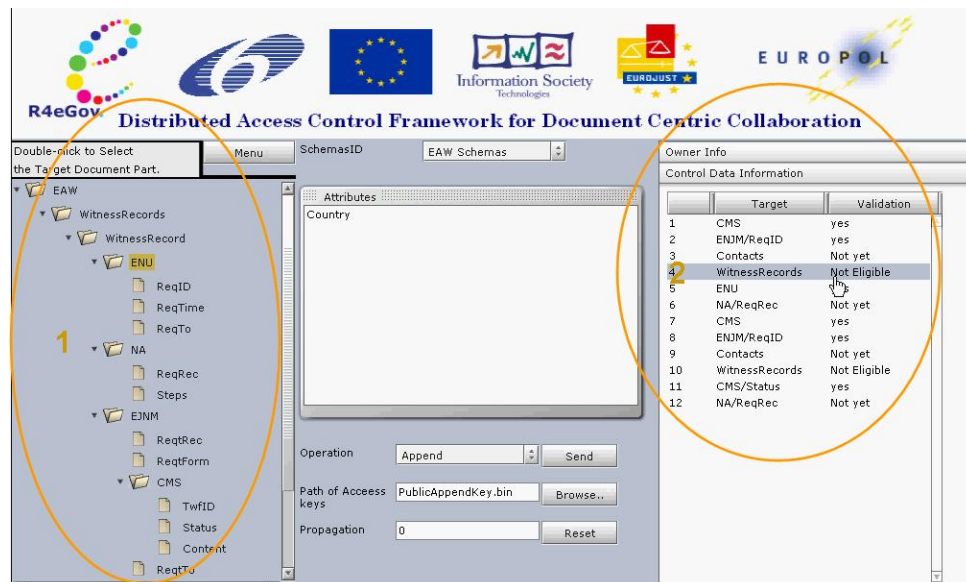 R4eGov
6
Information Society
Technologies
EUROJUST
EUROPOL
Distributed Access Control Framework for Document Centric Collaboration
Double-click to Select
the Target Document Part.
Menu
EAW
WitnessRecords
WitnessRecord
ENU
ReqID
ReqTime
ReqTo
1
NA
ReqRec
Steps
EJNM
ReqtRec
ReqtForm
CMS
TwfID
Status
Content
ReqtTo
SchemasID
EAW Schemas
Attributes
Country
Operation
Append
Send
Path of Acceess
keys
PublicAppendKey.bin
Browse..
Propagation
0
Reset
Owner Info
Control Data Information
Target Validation
1 CMS yes
2 ENJM/ReqID yes
3 Contacts Not yet
4 WitnessRecords Not Eligible
2
5 ENU
6 NA/ReqRec Not yet
7 CMS yes
8 ENJM/ReqID yes
9 Contacts Not yet
10 WitnessRecords Not Eligible
11 CMS/Status yes
12 NA/ReqRec Not yet